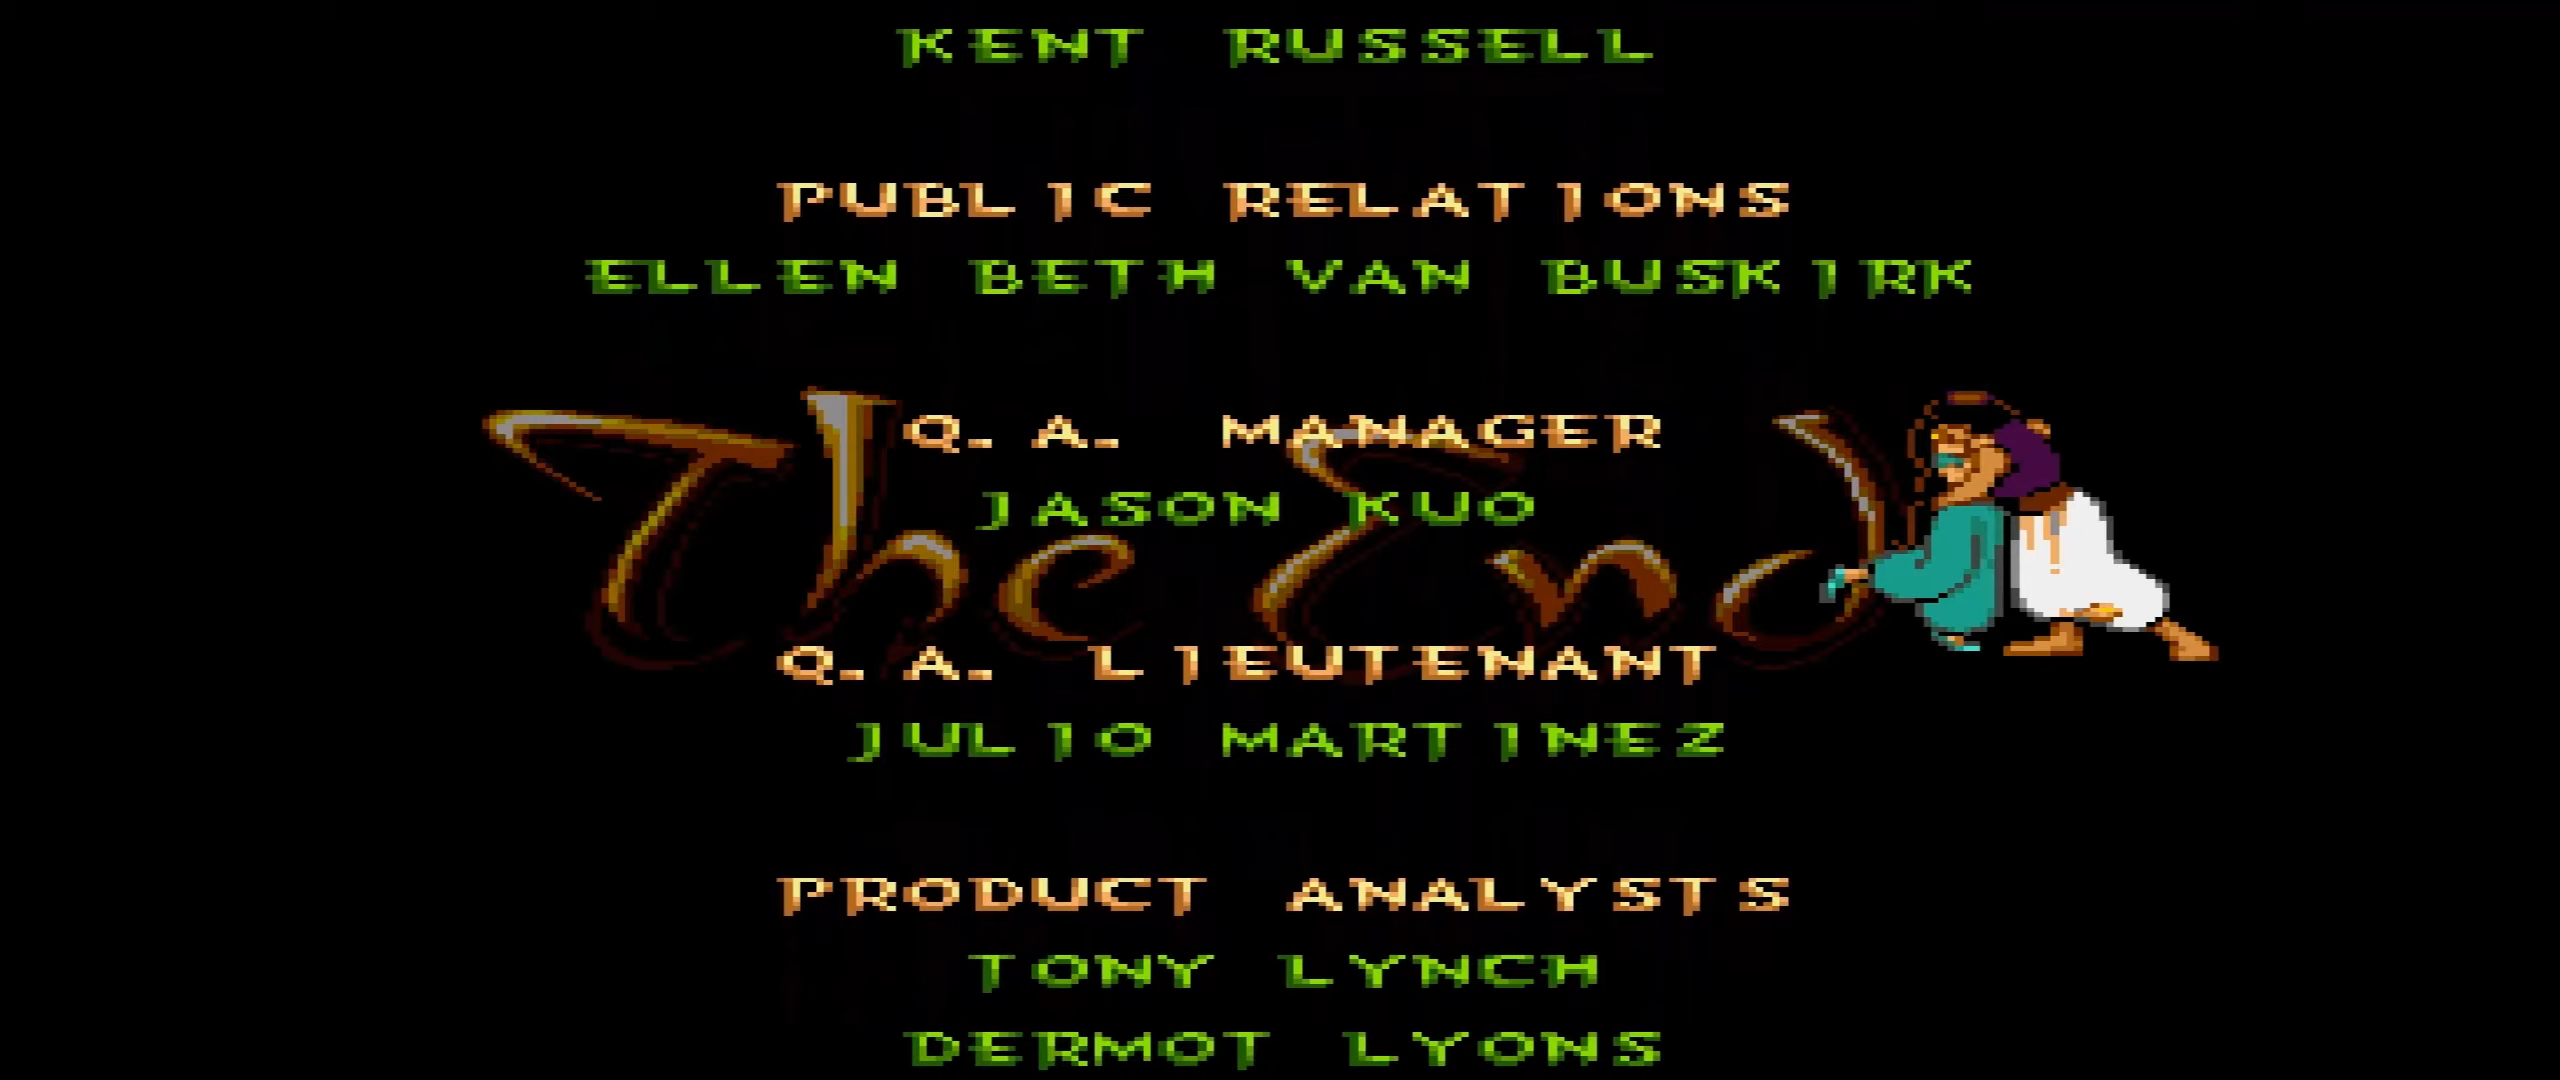 KENT RUSSELL
PUBLIC RELATIONS
ELLEN BETH VAN BUSKIRK
The End
Q.A. MANAGER
JASON KUO
Q.A. LIEUTENANT
JULIO MARTINEZ
PRODUCT ANALYSTS
TONY LYNCH
DERMOT LYONS